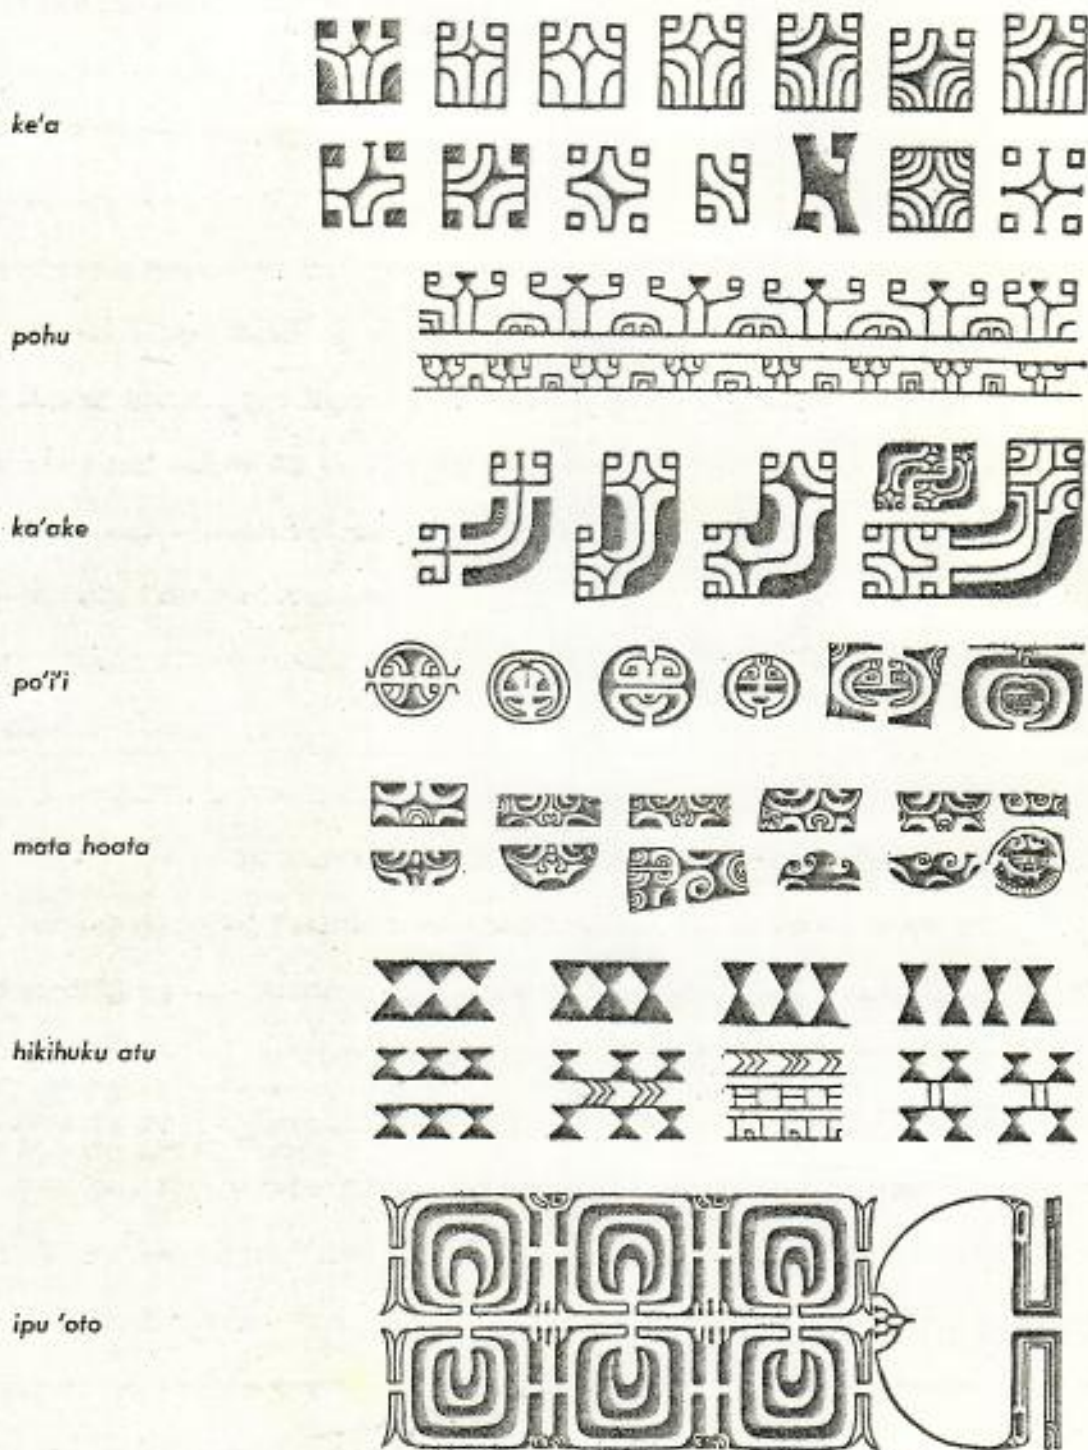 ke'a
pohu
ka'ake
po'i'i
mata hoata
hikihuku atu
ipu 'oto